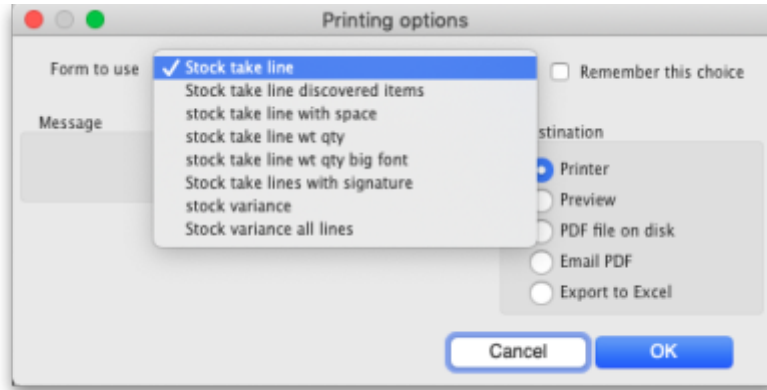 Printing options
Form to use
✓ Stock take line
Stock take line discovered items
stock take line with space
stock take line wt qty
stock take line wt qty big font
Stock take lines with signature
stock variance
Stock variance all lines
Remember this choice
Message
stination
Printer
Preview
PDF file on disk
Email PDF
Export to Excel
Cancel
OK